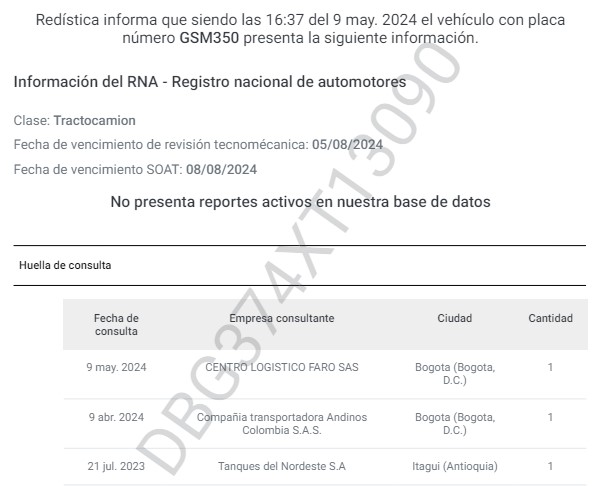 Redística informa que siendo las 16:37 del 9 may. 2024 el vehículo con placa
número GSM350 presenta la siguiente información.
Información del RNA - Registro nacional de automotores
Clase: Tractocamion
Fecha de vencimiento de revisión tecnomécanica: 05/08/2024
Fecha de vencimiento SOAT: 08/08/2024
No presenta reportes activos en nuestra base de datos
Huella de consulta
Fecha de
consulta
Empresa consultante
Ciudad
Cantidad
9 may. 2024
CENTRO LOGISTICO FARO SAS
Bogota (Bogota,
D.C.)
1
9 abr. 2024
Compañia transportadora Andinos
Colombia S.A.S.
Bogota (Bogota,
D.C.)
1
21 jul. 2023
Tanques del Nordeste S.A
Itagui (Antioquia)
1
DBG374XT13090